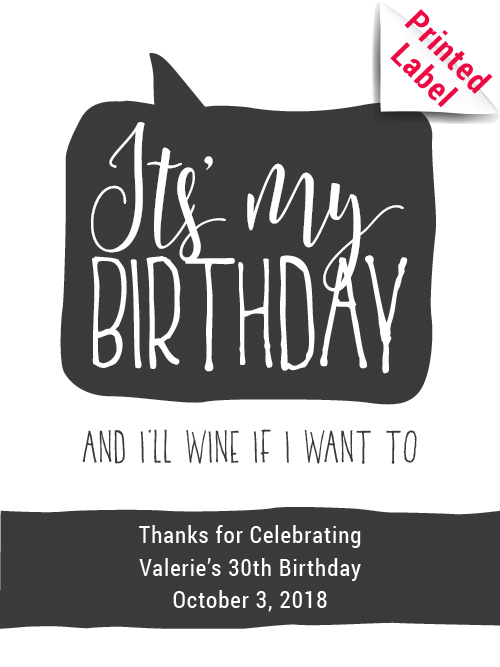 Printed
Label
Its' my
BIRTHDAY
AND I'LL WINE IF I WANT TO
Thanks for Celebrating
Valerie’s 30th Birthday
October 3, 2018